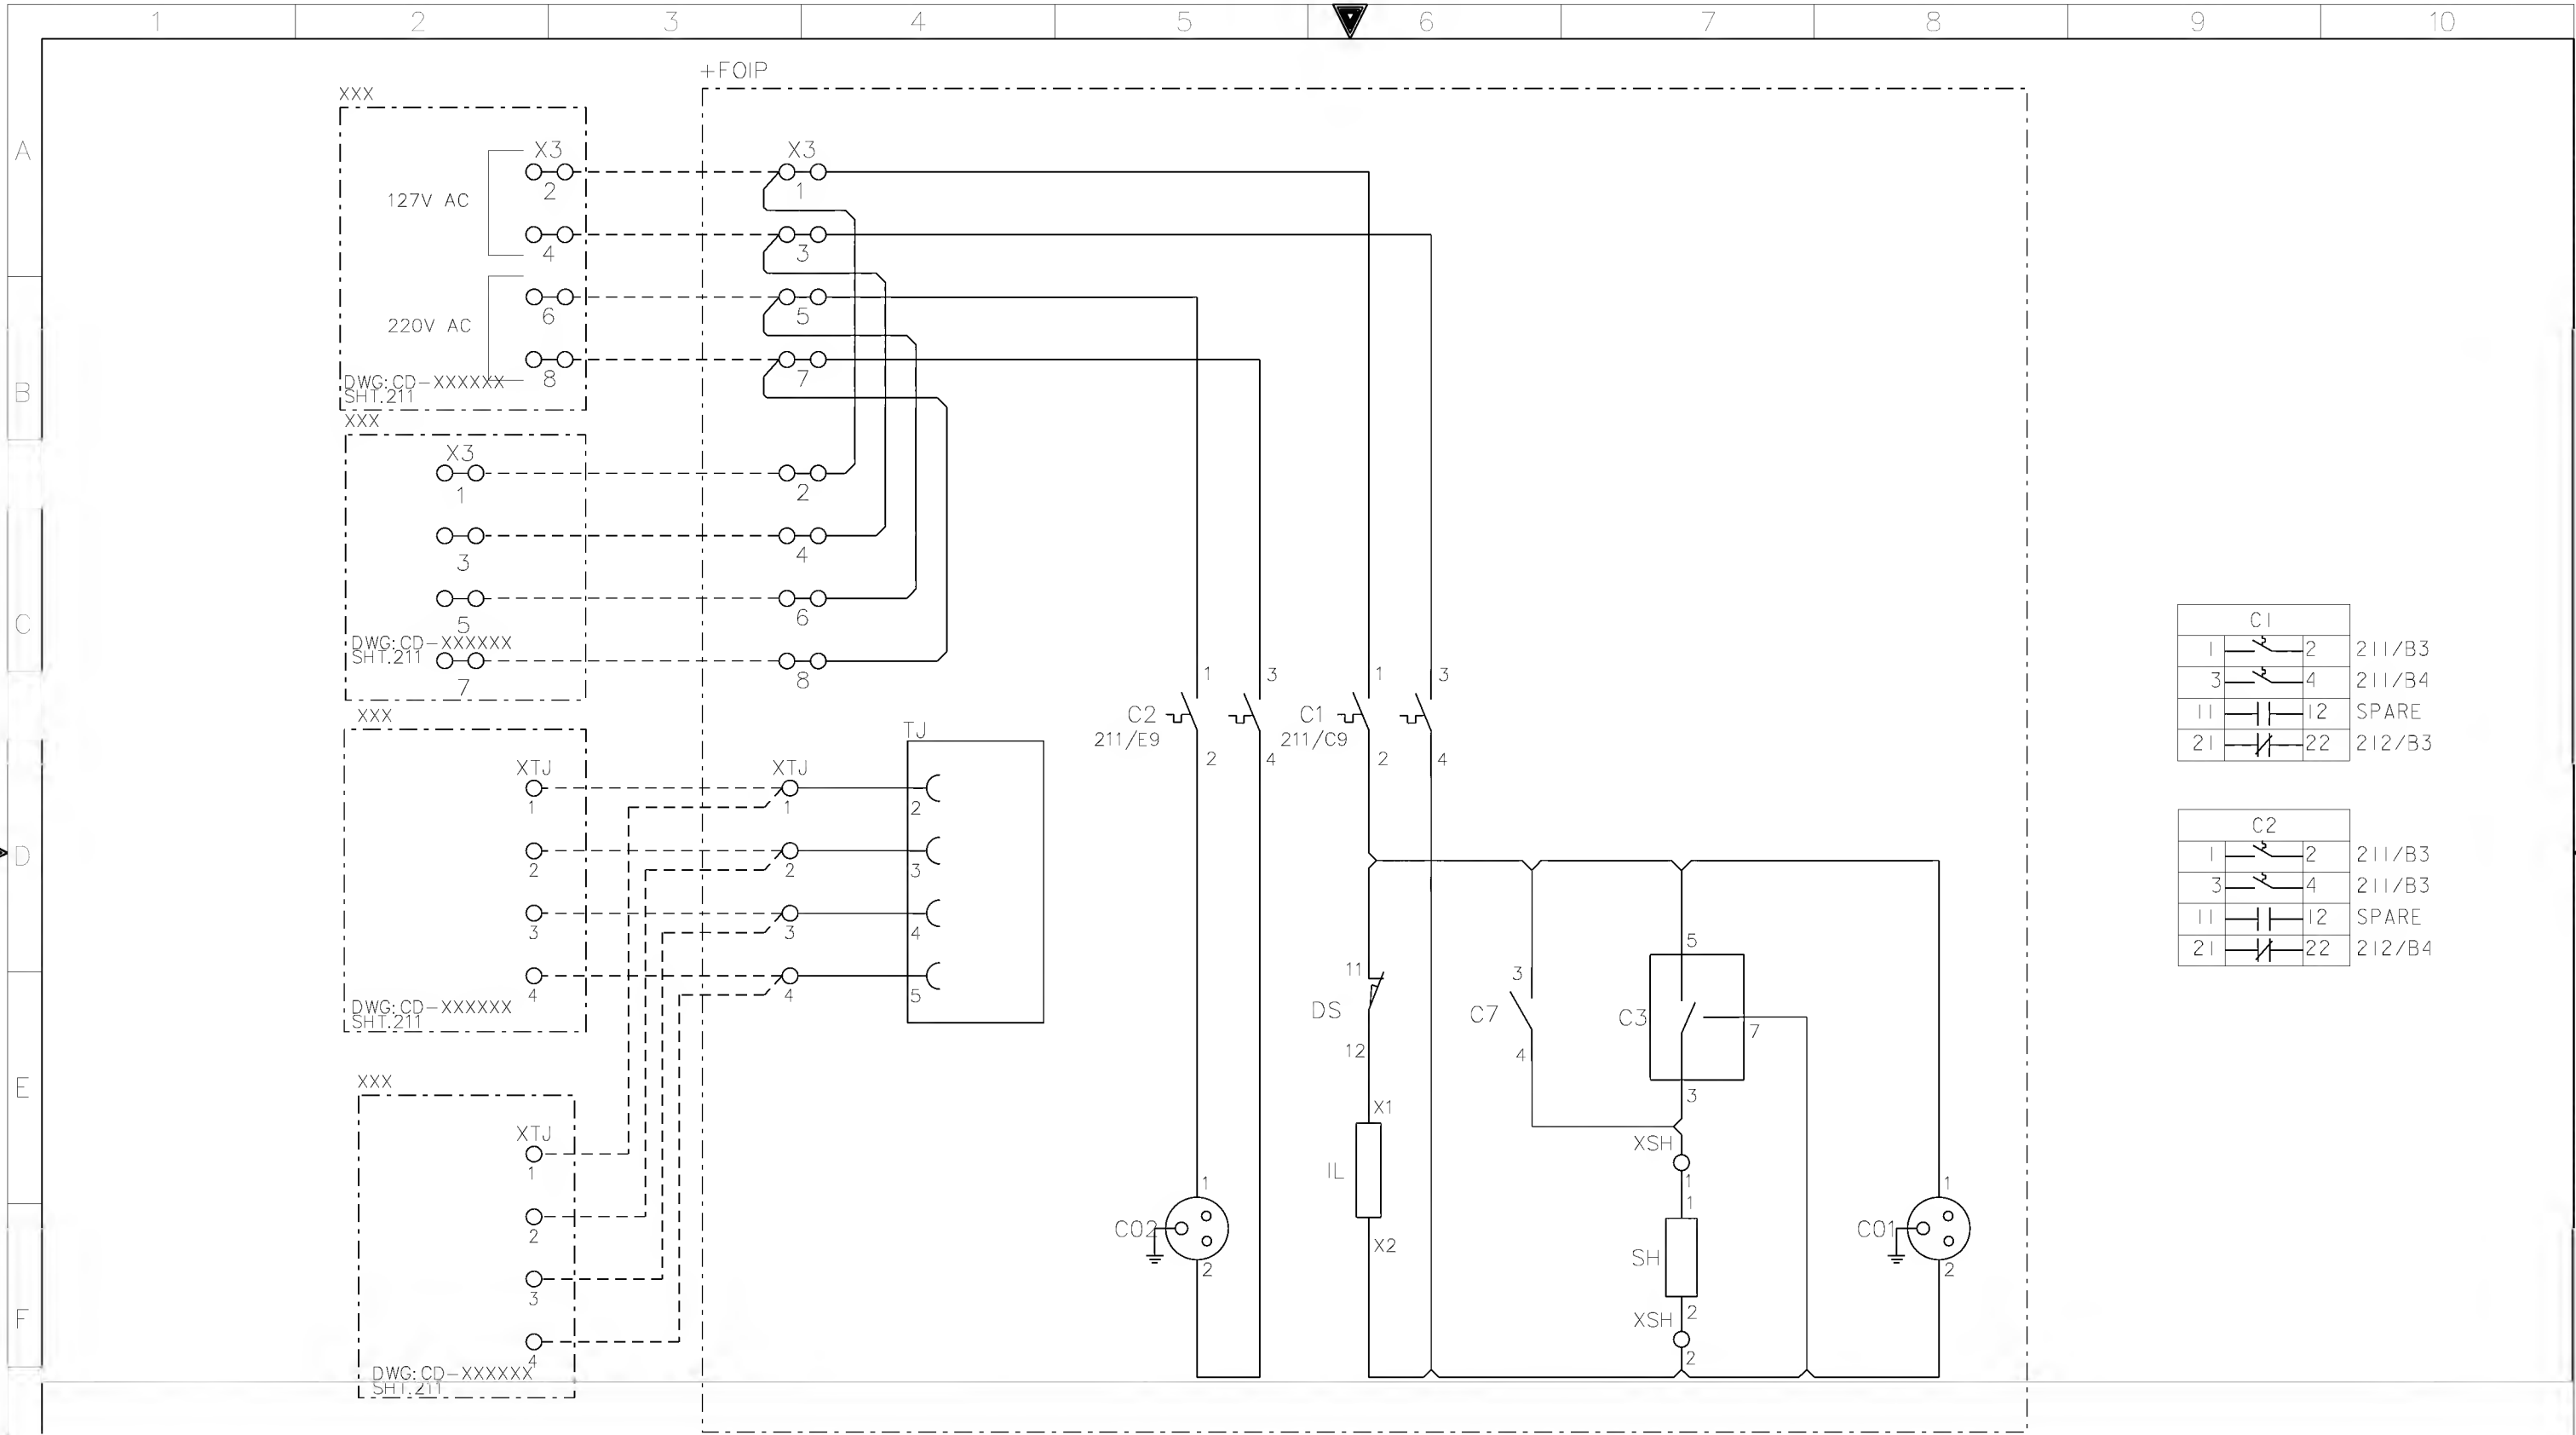 1 2 3 4 5 6 7 8 9 10
A
B
C
D
E
F
+FOIP
XXX
X3
127V AC
2
4
220V AC
6
8
DWG:CD-XXXXXX
SHT.211
XXX
X3
1
3
5
DWG:CD-XXXXXX
SHT.211
7
XXX
XTJ
1
2
3
4
DWG:CD-XXXXXX
SHT.211
XXX
XTJ
1
2
3
4
DWG:CD-XXXXXX
SHT.211
X3
1
3
5
7
2
4
6
8
XTJ
1
2
3
4
TJ
2
3
4
5
1 3
C2
211/E9
2 4
1 3
C1
211/C9
2 4
1
CO2
2
11
DS
12
X1
IL
X2
3
C7
4
5
C3
7
3
XSH
1
1
SH
2
XSH
2
1
CO1
2
C1
1 2 211/B3
3 4 211/B4
11 12 SPARE
21 22 212/B3
C2
1 2 211/B3
3 4 211/B3
11 12 SPARE
21 22 212/B4